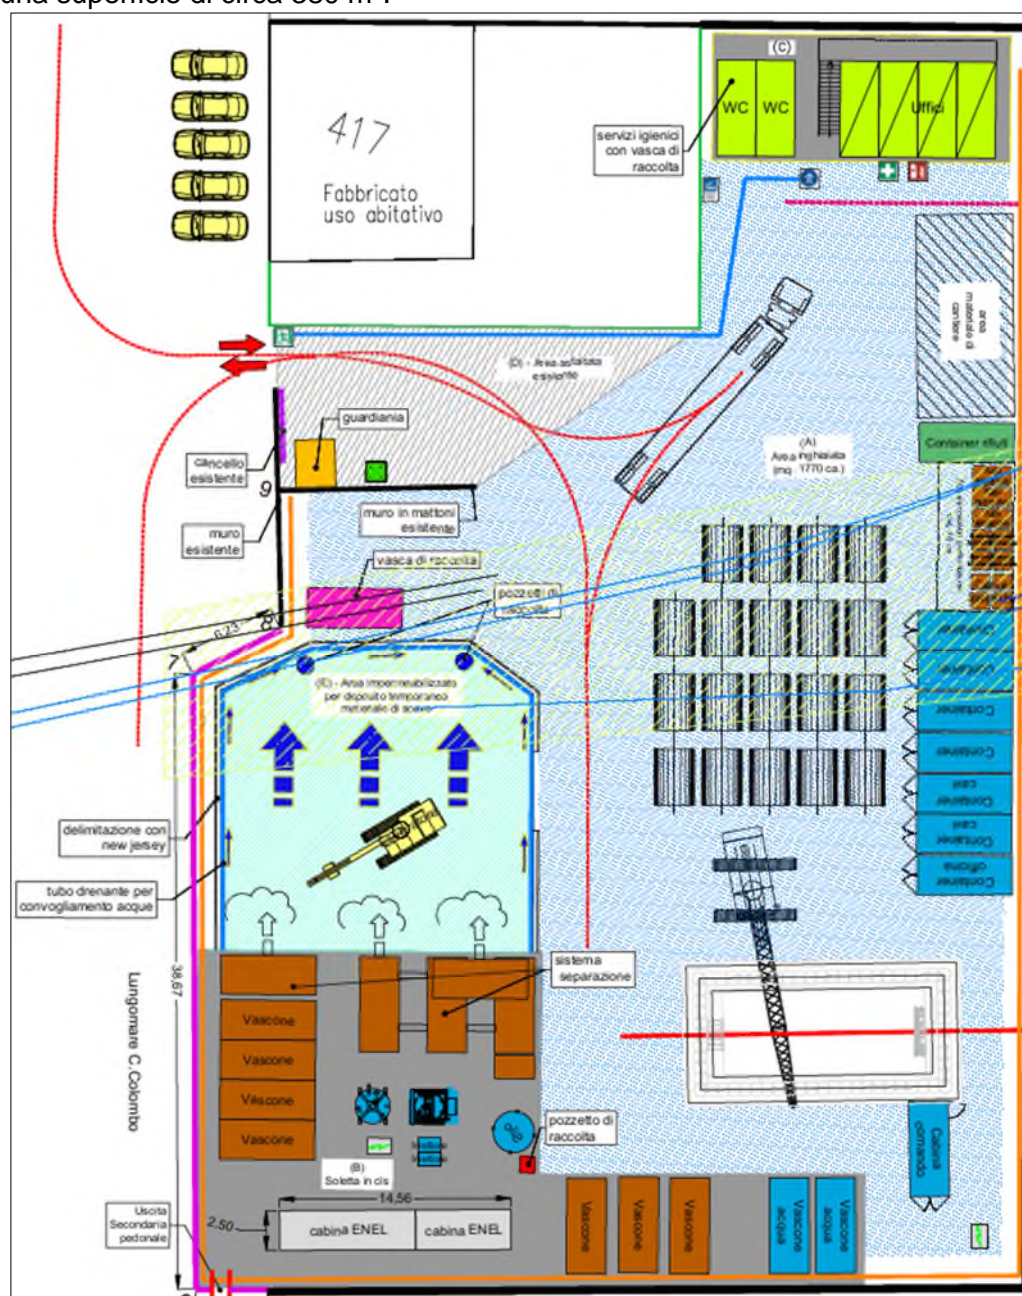 una superficie di circa 880 m².
(C)
WC
WC
Uffici
servizi igienici
con vasca di
raccolta
417
Fabbricato
uso abitativo
area
materiale di
cantiere
(D) - Area asfaltata
esistente
guardiania
cancello
esistente
9
muro in mattoni
esistente
muro
esistente
(A)
Area inghiaiata
(mq. 1770 ca.)
Container rifiuti
vasca di raccolta
pozzetti di
raccolta
8
6,23
7
- Area impermeabilizzata
per deposito temporaneo
materiale di scavo
Container
Container
Container
Container
Container
Container
Container
officina
delimitazione con
new jersey
tubo drenante per
convogliamento acque
sistema
separazione
38,67
Lungomare C.Colombo
Vascone
Vascone
Vascone
Vascone
pozzetto di
raccolta
(B)
Soletta in cls
Cabina
comando
14,56
2,50
cabina ENEL
cabina ENEL
Uscita
Secondaria
pedonale
Vascone
Vascone
Vascone
Vascone
acqua
Vascone
acqua